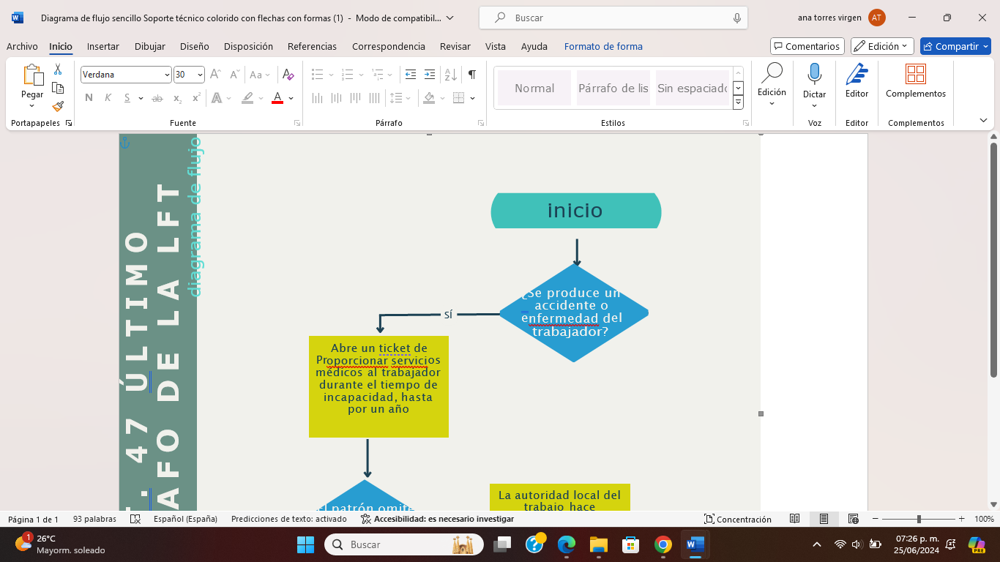 Diagrama de flujo sencillo Soporte técnico colorido con flechas con formas (1) - Modo de compatibil...
Buscar
ana torres virgen
AT
Archivo
Inicio
Insertar
Dibujar
Diseño
Disposición
Referencias
Correspondencia
Revisar
Vista
Ayuda
Formato de forma
Comentarios
Edición
Compartir
Pegar
Verdana
30
Normal
Párrafo de lis
Sin espaciado
Edición
Dictar
Editor
Complementos
Portapapeles
Fuente
Párrafo
Estilos
Voz
Editor
Complementos
47 ÚLTIMO
AFO DE LA LFT
diagrama de flujo
inicio
¿Se produce un
accidente o
enfermedad del
trabajador?
SÍ
Abre un ticket de
Proporcionar servicios
médicos al trabajador
durante el tiempo de
incapacidad, hasta
por un año
el patrón omite
La autoridad local del
trabajo hace
Página 1 de 1
93 palabras
Español (España)
Predicciones de texto: activado
Accesibilidad: es necesario investigar
Concentración
100%
1
26°C
Mayorm. soleado
Buscar
07:26 p. m.
25/06/2024
PRE